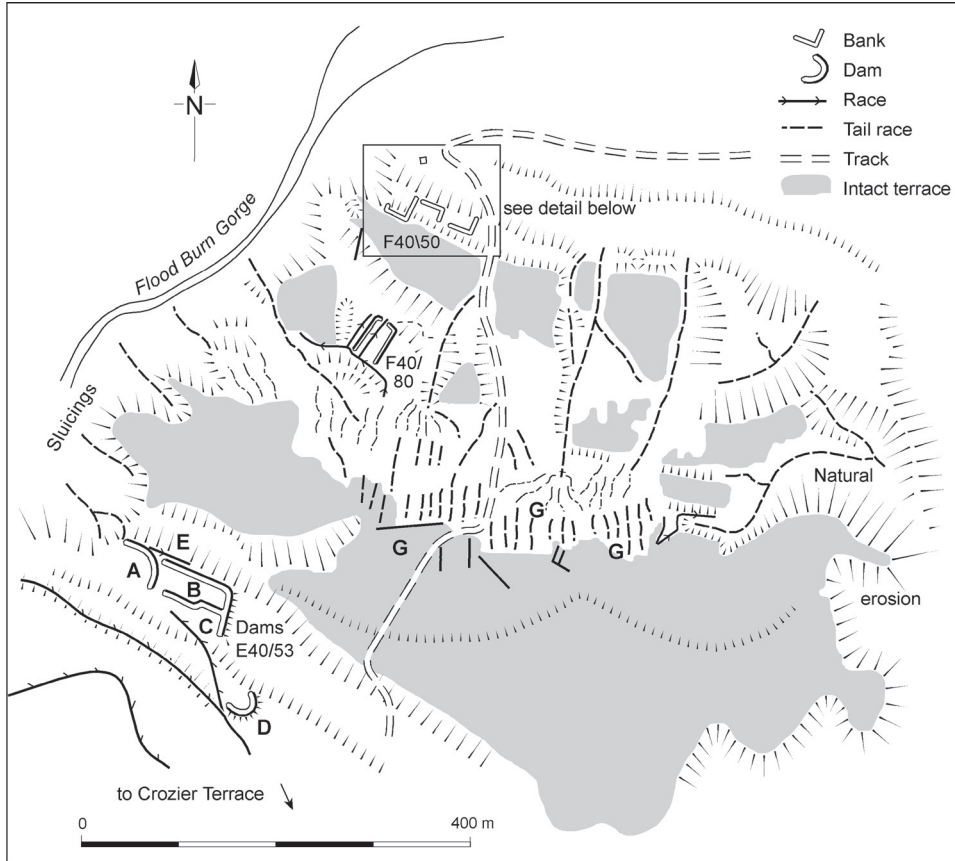 Bank
Dam
Race
Tail race
Track
Intact terrace
N
Flood Burn Gorge
see detail below
F40\50
F40/
80
Sluicings
Natural
G
G
G
E
A
B
C
Dams
E40/53
D
erosion
to Crozier Terrace
0
400 m